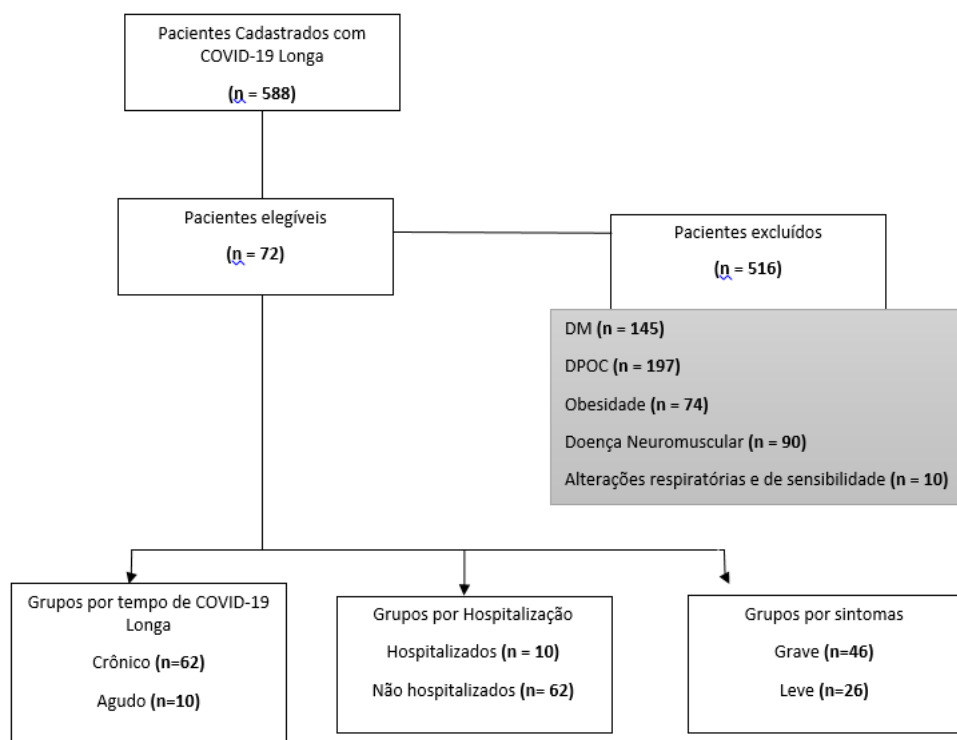 Pacientes Cadastrados com
COVID-19 Longa
(n = 588)
Pacientes elegíveis
(n = 72)
Pacientes excluídos
(n = 516)
DM (n = 145)
DPOC (n = 197)
Obesidade (n = 74)
Doença Neuromuscular (n = 90)
Alterações respiratórias e de sensibilidade (n = 10)
Grupos por tempo de COVID-19
Longa
Crônico (n=62)
Agudo (n=10)
Grupos por Hospitalização
Hospitalizados (n = 10)
Não hospitalizados (n= 62)
Grupos por sintomas
Grave (n=46)
Leve (n=26)